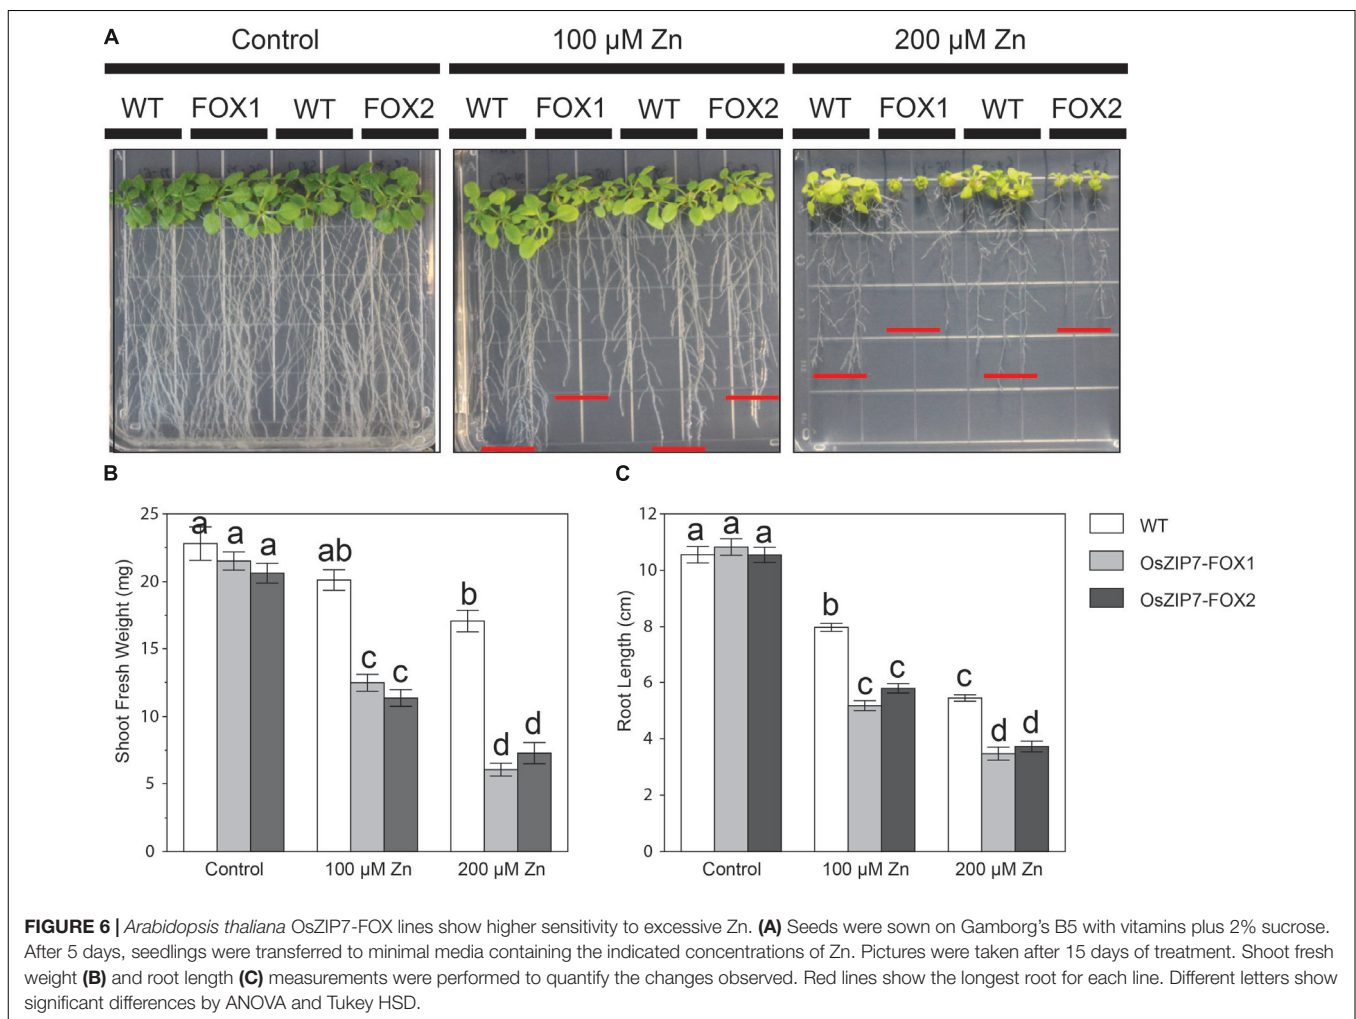 A
Control 100 µM Zn 200 µM Zn
WT FOX1 WT FOX2 WT FOX1 WT FOX2 WT FOX1 WT FOX2
B
C
25
20
15
10
5
0
Shoot Fresh Weight (mg)
a a a
ab c c
b d d
Control 100 µM Zn 200 µM Zn
12
10
8
6
4
2
0
Root Length (cm)
a a a
b c c
c d d
Control 100 µM Zn 200 µM Zn
WT
OsZIP7-FOX1
OsZIP7-FOX2
FIGURE 6 | Arabidopsis thaliana OsZIP7-FOX lines show higher sensitivity to excessive Zn. (A) Seeds were sown on Gamborg's B5 with vitamins plus 2% sucrose.
After 5 days, seedlings were transferred to minimal media containing the indicated concentrations of Zn. Pictures were taken after 15 days of treatment. Shoot fresh
weight (B) and root length (C) measurements were performed to quantify the changes observed. Red lines show the longest root for each line. Different letters show
significant differences by ANOVA and Tukey HSD.